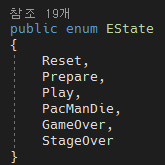 참조 19개
public enum EState
{
Reset,
Prepare,
Play,
PacManDie,
GameOver,
StageOver
}